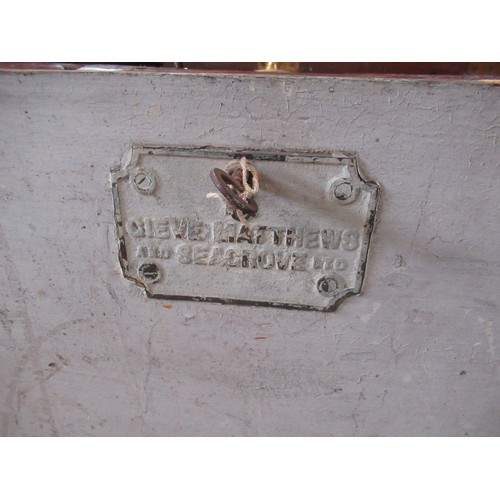 GIEVE MATTHEWS
AND SEAGROVE LTD